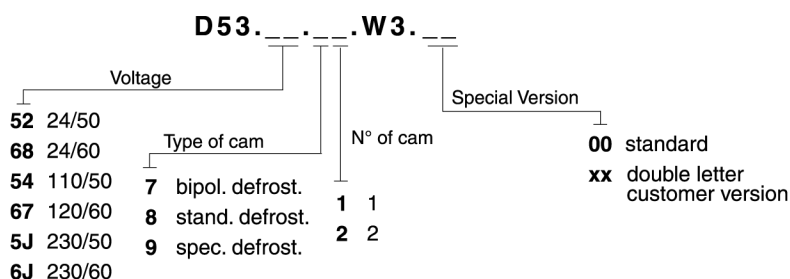 D53.__.__.W3.__
Voltage
Special Version
52 24/50
68 24/60
54 110/50
67 120/60
5J 230/50
6J 230/60
Type of cam
7 bipol. defrost.
8 stand. defrost.
9 spec. defrost.
N° of cam
1 1
2 2
00 standard
xx double letter
customer version